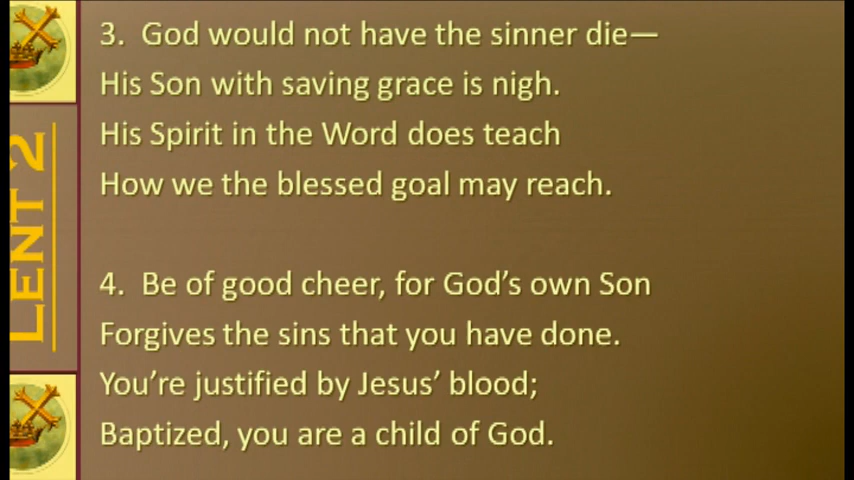 LENT 2
3. God would not have the sinner die—
His Son with saving grace is nigh.
His Spirit in the Word does teach
How we the blessed goal may reach.
4. Be of good cheer, for God's own Son
Forgives the sins that you have done.
You're justified by Jesus' blood;
Baptized, you are a child of God.